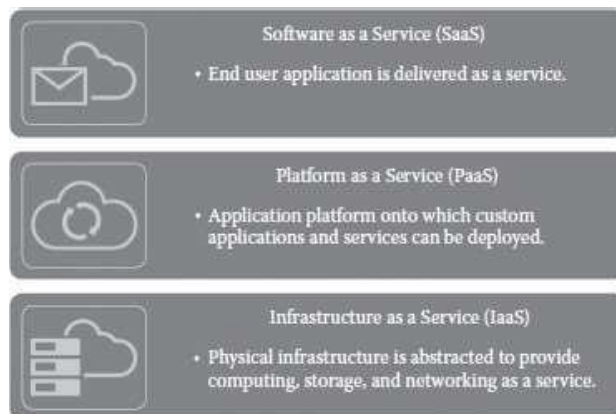 Software as a Service (SaaS)
• End user application is delivered as a service.
Platform as a Service (PaaS)
• Application platform onto which custom
applications and services can be deployed.
Infrastructure as a Service (IaaS)
• Physical infrastructure is abstracted to provide
computing, storage, and networking as a service.